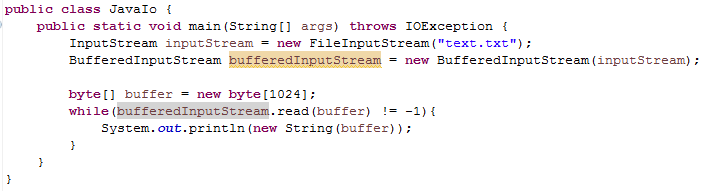 public class JavaIo {
    public static void main(String[] args) throws IOException {
        InputStream inputStream = new FileInputStream("text.txt");
        BufferedInputStream bufferedInputStream = new BufferedInputStream(inputStream);

        byte[] buffer = new byte[1024];
        while(bufferedInputStream.read(buffer) != -1){
            System.out.println(new String(buffer));
        }
    }
}